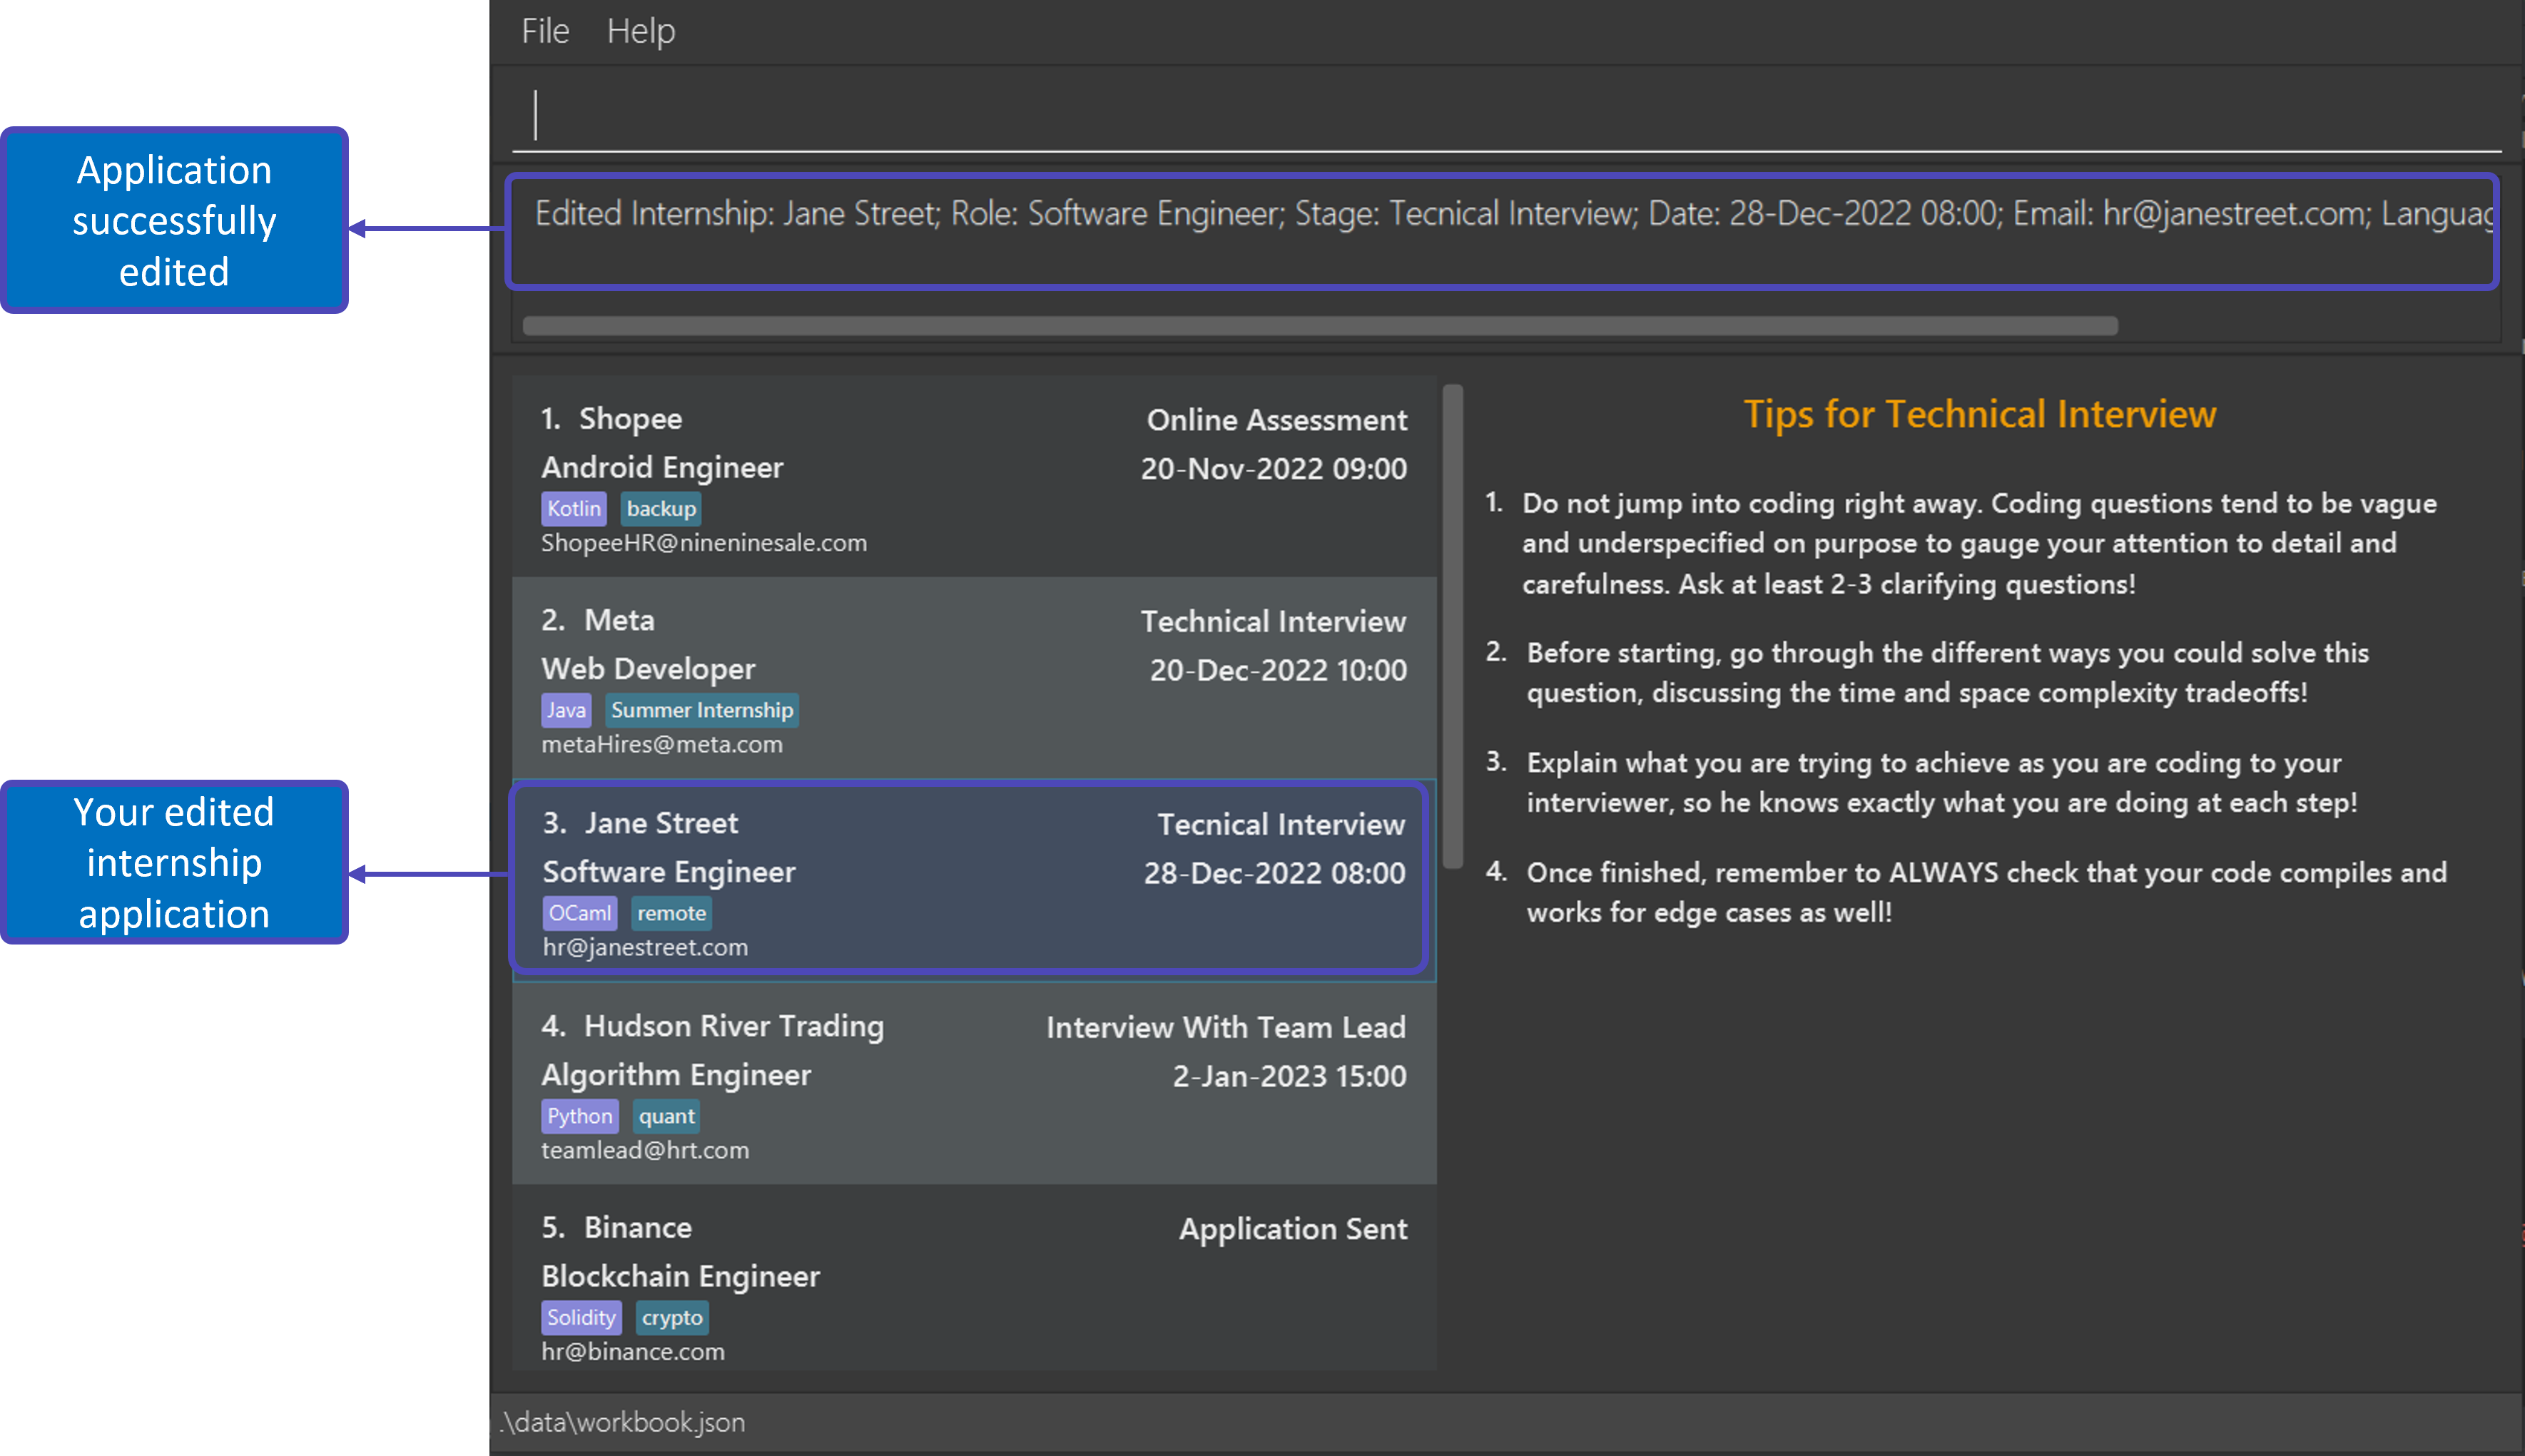 File Help
Application
successfully
edited
Edited Internship: Jane Street; Role: Software Engineer; Stage: Tecnical Interview; Date: 28-Dec-2022 08:00; Email: hr@janestreet.com; Languag
1. Shopee
Online Assessment
Android Engineer
20-Nov-2022 09:00
Kotlin backup
ShopeeHR@nineninesale.com
2. Meta
Technical Interview
Web Developer
20-Dec-2022 10:00
Java Summer Internship
metaHires@meta.com
Your edited
internship
application
3. Jane Street
Tecnical Interview
Software Engineer
28-Dec-2022 08:00
OCaml remote
hr@janestreet.com
4. Hudson River Trading
Interview With Team Lead
Algorithm Engineer
2-Jan-2023 15:00
Python quant
teamlead@hrt.com
5. Binance
Application Sent
Blockchain Engineer
Solidity crypto
hr@binance.com
Tips for Technical Interview
1. Do not jump into coding right away. Coding questions tend to be vague
and underspecified on purpose to gauge your attention to detail and
carefulness. Ask at least 2-3 clarifying questions!
2. Before starting, go through the different ways you could solve this
question, discussing the time and space complexity tradeoffs!
3. Explain what you are trying to achieve as you are coding to your
interviewer, so he knows exactly what you are doing at each step!
4. Once finished, remember to ALWAYS check that your code compiles and
works for edge cases as well!
.\data\workbook.json